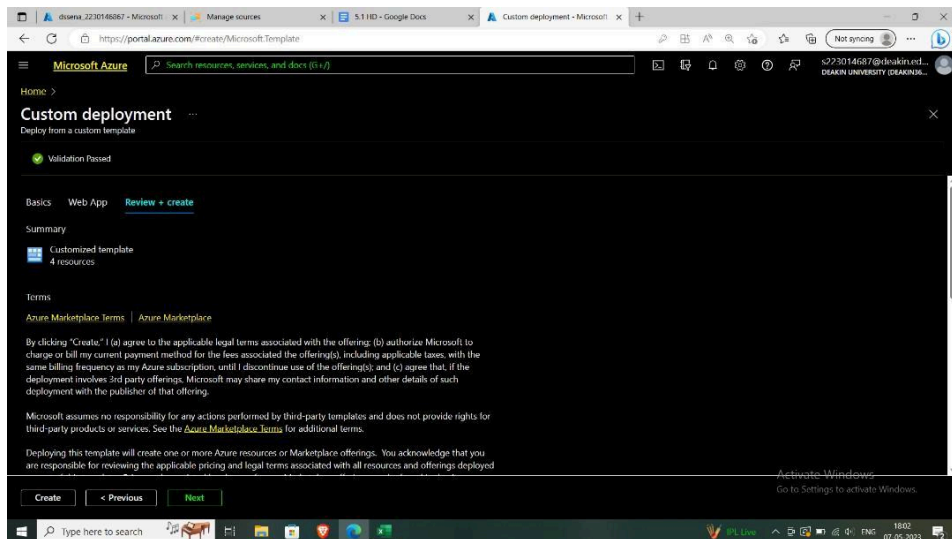 dssena_2230146867 - Microsoft
Manage sources
5.1 HD - Google Docs
Custom deployment - Microsoft
https://portal.azure.com/#create/Microsoft.Template
Not syncing
Microsoft Azure
Search resources, services, and docs (G+/)
s223014687@deakin.ed...
DEAKIN UNIVERSITY (DEAKIN36...
Home >
Custom deployment ...
Deploy from a custom template
Validation Passed
Basics Web App Review + create
Summary
Customized template
4 resources
Terms
Azure Marketplace Terms | Azure Marketplace
By clicking "Create," I (a) agree to the applicable legal terms associated with the offering; (b) authorize Microsoft to
charge or bill my current payment method for the fees associated the offering(s), including applicable taxes, with the
same billing frequency as my Azure subscription, until I discontinue use of the offering(s); and (c) agree that, if the
deployment involves 3rd party offerings, Microsoft may share my contact information and other details of such
deployment with the publisher of that offering.
Microsoft assumes no responsibility for any actions performed by third-party templates and does not provide rights for
third-party products or services. See the Azure Marketplace Terms for additional terms.
Deploying this template will create one or more Azure resources or Marketplace offerings. You acknowledge that you
are responsible for reviewing the applicable pricing and legal terms associated with all resources and offerings deployed
Activate Windows
Go to Settings to activate Windows.
Create < Previous Next
Type here to search
IPL Live
ENG
18:02
07-05-2023